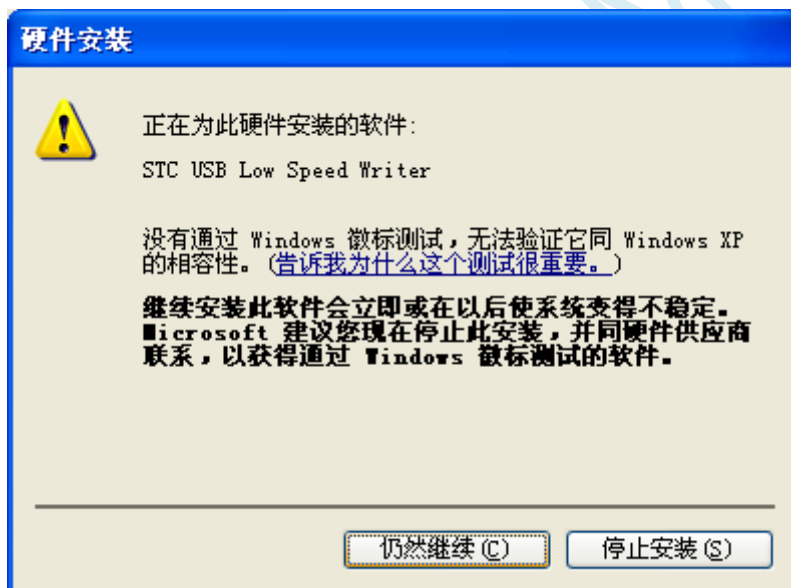 硬件安装
正在为此硬件安装的软件:
STC USB Low Speed Writer
没有通过 Windows 徽标测试，无法验证它同 Windows XP
的相容性。(告诉我为什么这个测试很重要。)
继续安装此软件会立即或在以后使系统变得不稳定。
Microsoft 建议您现在停止此安装，并同硬件供应商
联系，以获得通过 Windows 徽标测试的软件。
仍然继续(C)
停止安装(S)